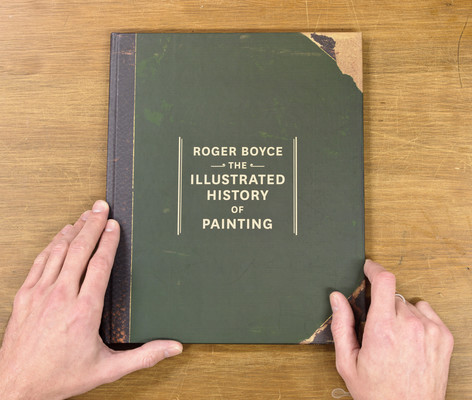 ROGER BOYCE
THE
ILLUSTRATED
HISTORY
OF
PAINTING